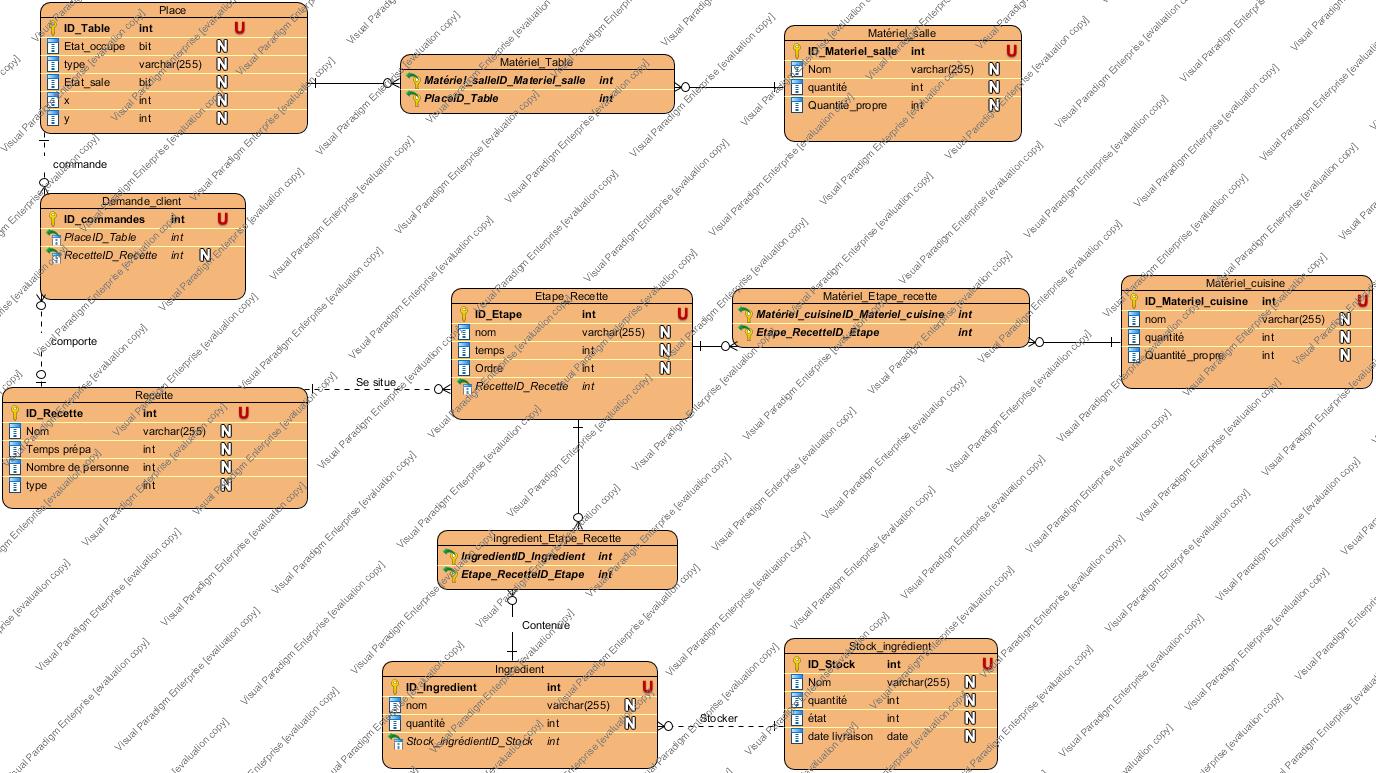 Place
ID_Table int U
Etat_occupe bit N
type varchar(255) N
Etat_sale bit N
x int N
y int N
Matériel_Table
Matériel_salleID_Materiel_salle int
PlaceID_Table int
Matériel_salle
ID_Materiel_salle int U
Nom varchar(255) N
quantité int N
Quantité_propre int N
commande
Demande_client
ID_commandes int U
PlaceID_Table int
RecetteID_Recette int N
comporte
Recette
ID_Recette int U
Nom varchar(255) N
Temps prépa int N
Nombre de personne int N
type int N
Se situe
Etape_Recette
ID_Etape int U
nom varchar(255) N
temps int N
Ordre int N
RecetteID_Recette int
Matériel_Etape_recette
Matériel_cuisineID_Materiel_cuisine int
Etape_RecetteID_Etape int
Matériel_cuisine
ID_Materiel_cuisine int U
nom varchar(255) N
quantité int N
Quantité_propre int N
Ingredient_Etape_Recette
IngredientID_Ingredient int
Etape_RecetteID_Etape int
Contenue
Ingredient
ID_Ingredient int U
nom varchar(255) N
quantité int N
Stock_ingrédientID_Stock int
Stocker
Stock_ingrédient
ID_Stock int U
Nom varchar(255) N
quantité int N
état int N
date livraison date N
Visual Paradigm Enterprise [evaluation copy]